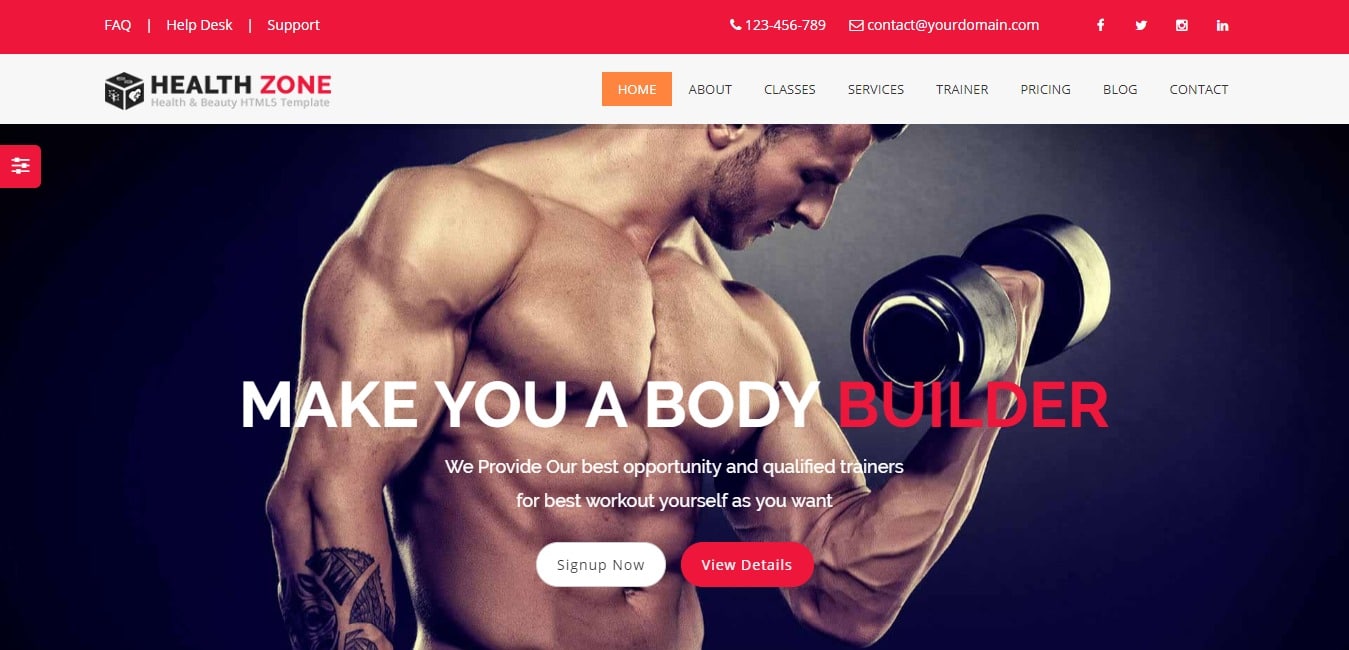 FAQ | Help Desk | Support 123-456-789 contact@yourdomain.com
HEALTH ZONE
Health & Beauty HTML5 Template
HOME ABOUT CLASSES SERVICES TRAINER PRICING BLOG CONTACT
MAKE YOU A BODY BUILDER
We Provide Our best opportunity and qualified trainers
for best workout yourself as you want
Signup Now View Details